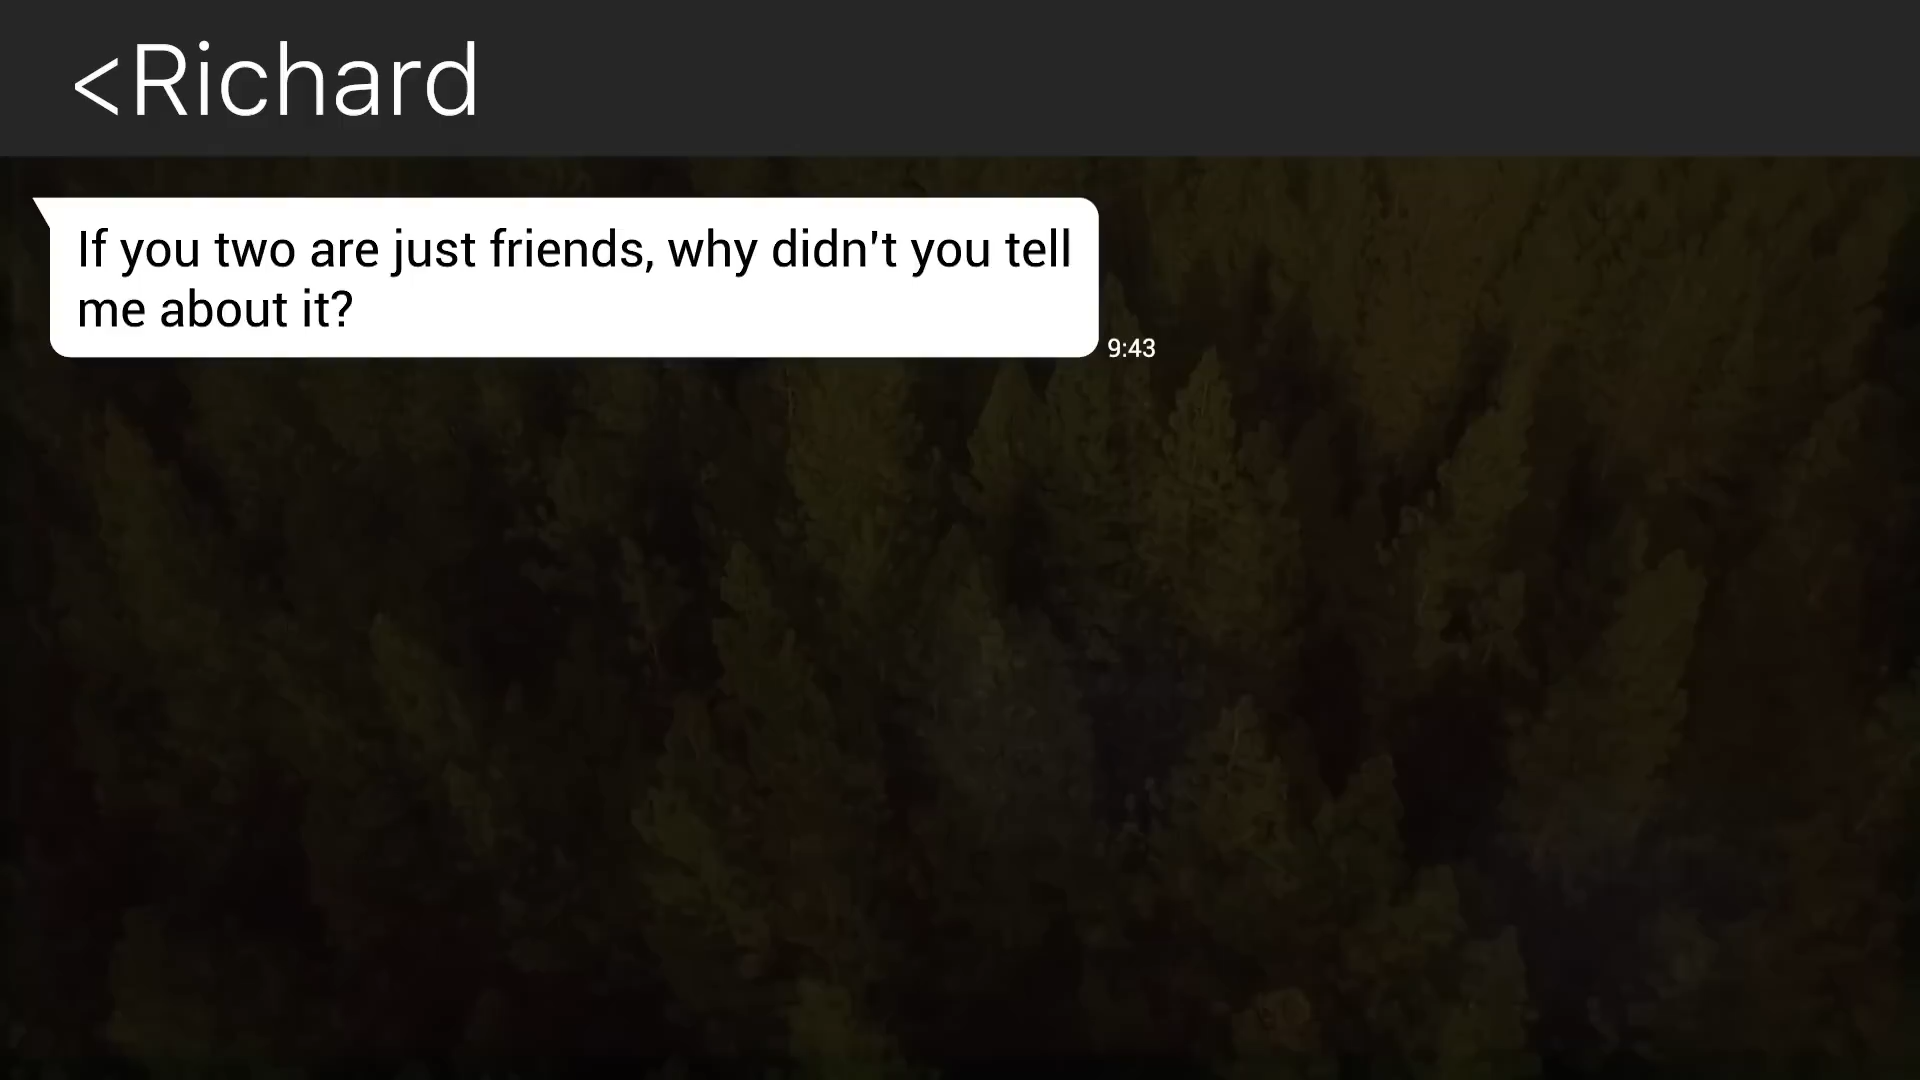 <Richard
If you two are just friends, why didn't you tell
me about it?
9:43